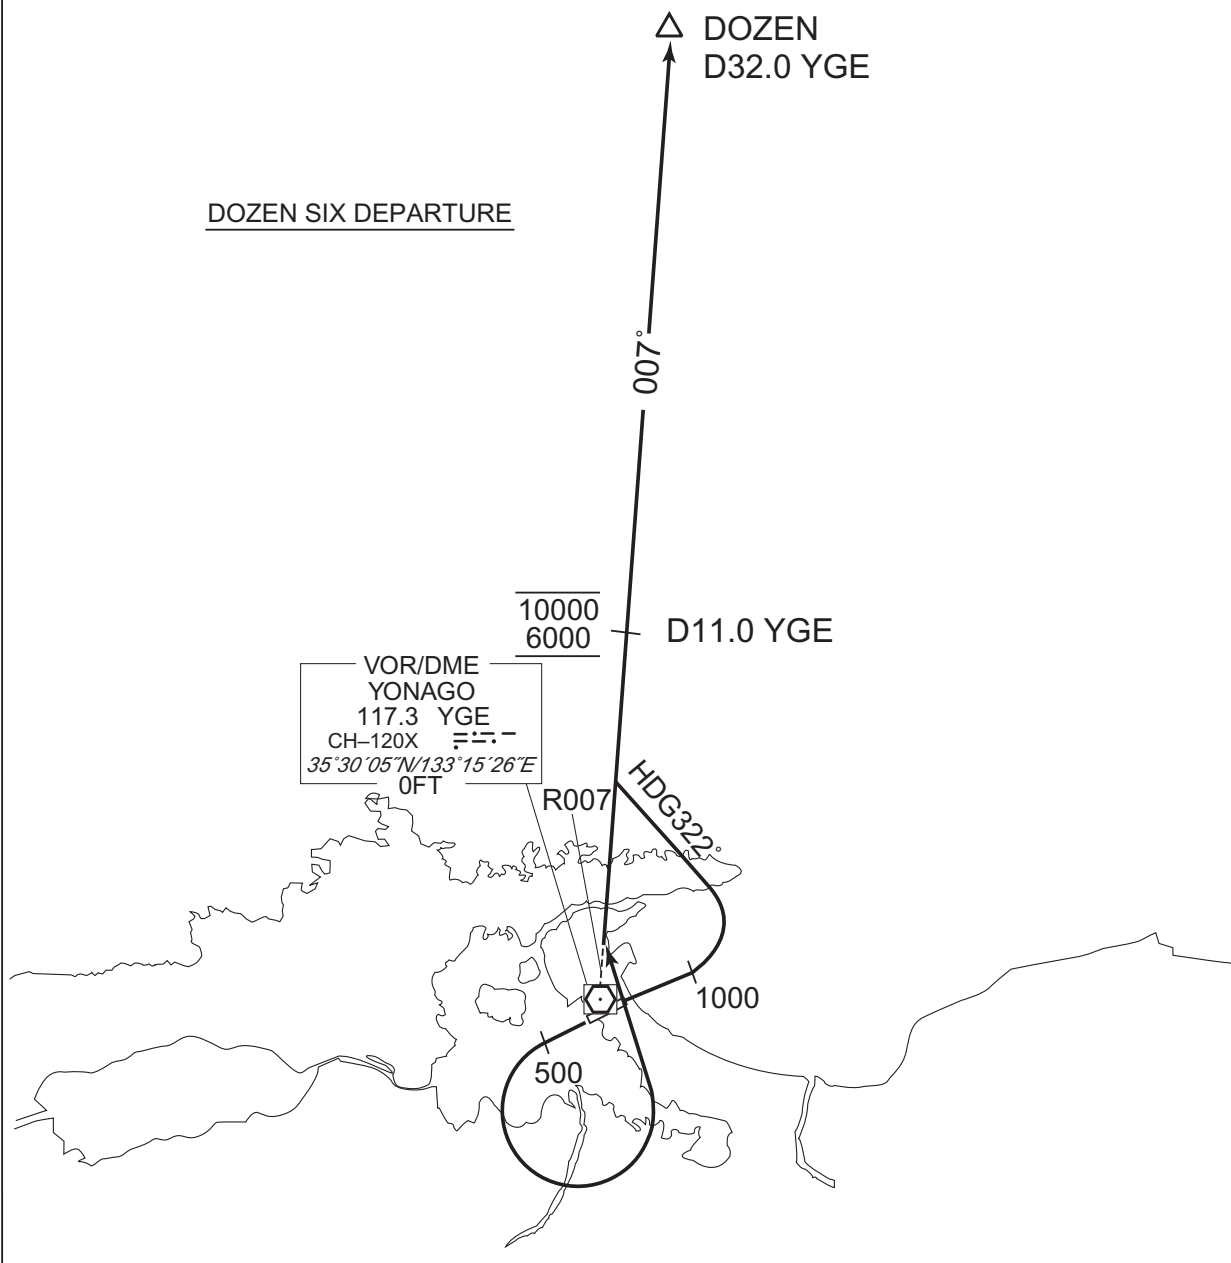 DOZEN
D32.0 YGE
DOZEN SIX DEPARTURE
007°
10000
6000
D11.0 YGE
VOR/DME
YONAGO
117.3 YGE
CH–120X
35°30´05˝N/133°15´26˝E
0FT
R007
HDG322°
1000
500